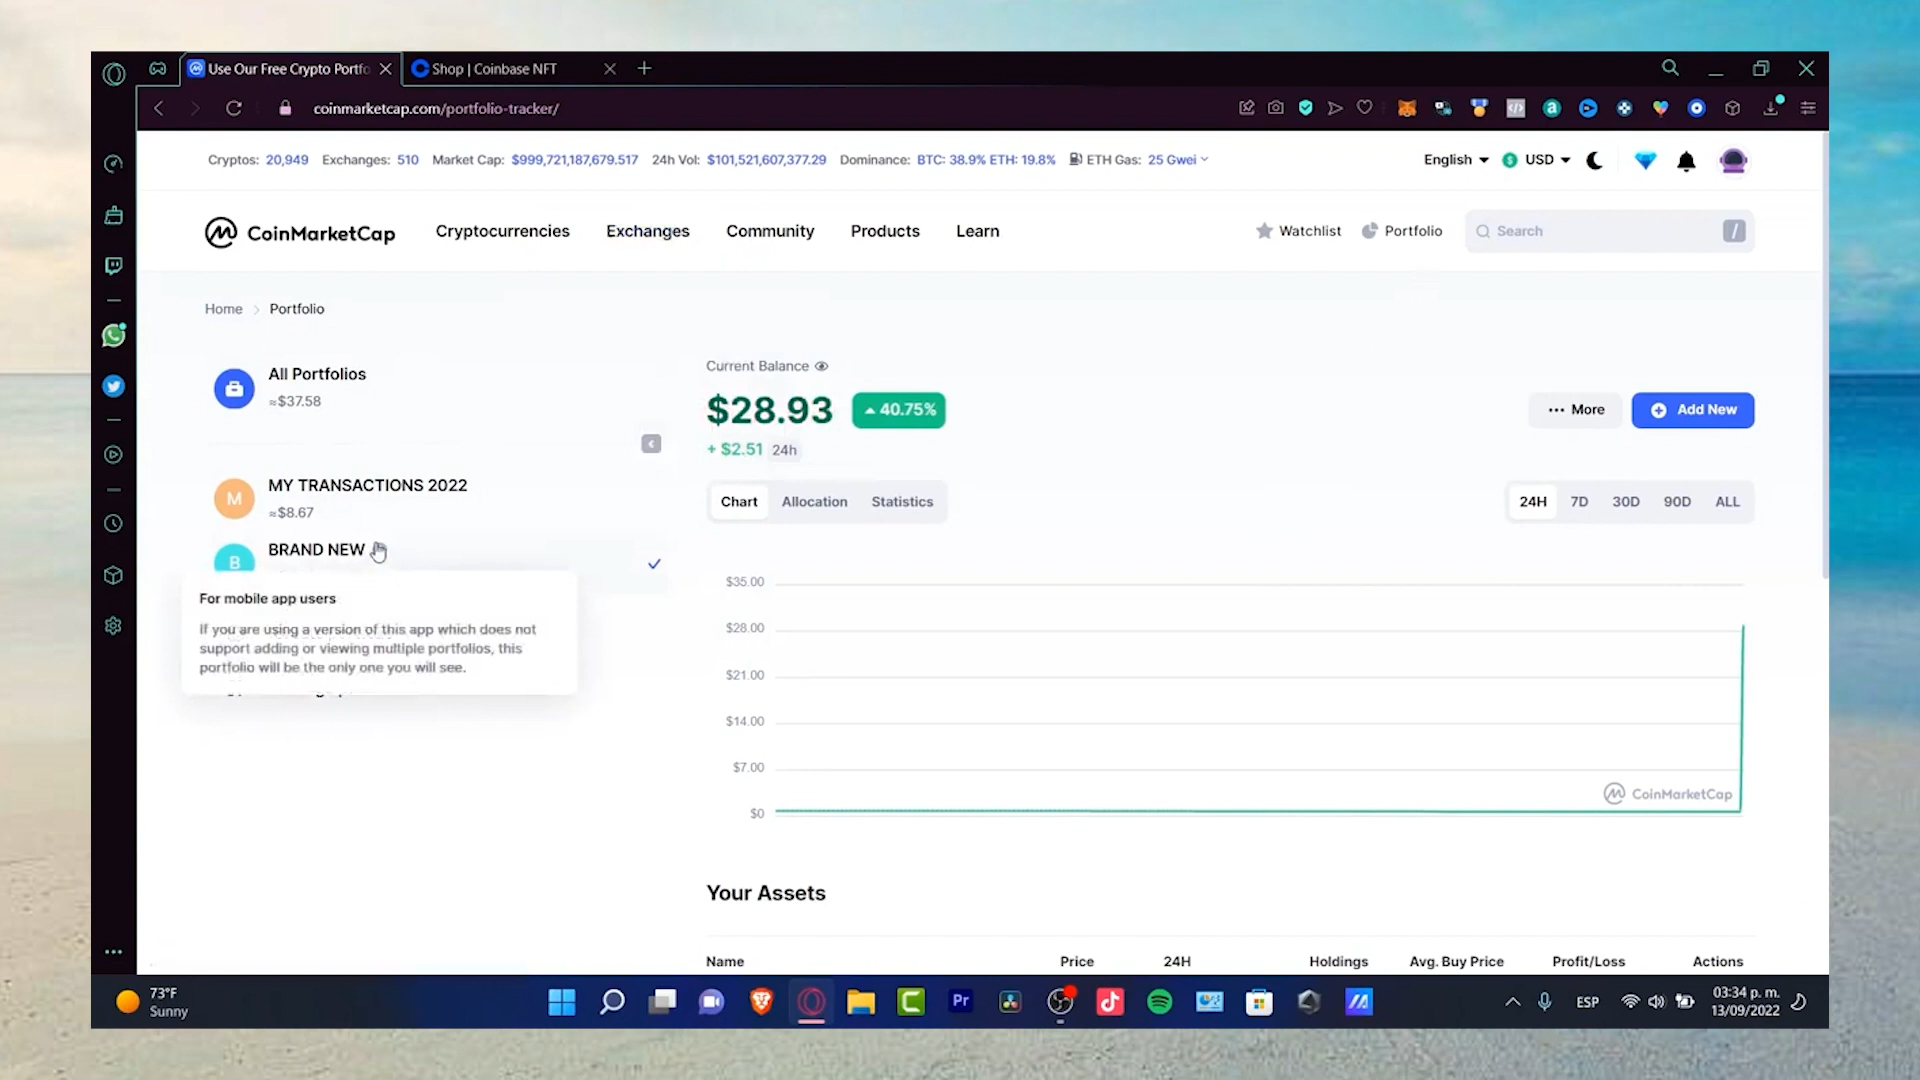 Use Our Free Crypto Portfo
Shop | Coinbase NFT
coinmarketcap.com/portfolio-tracker/
Cryptos: 20,949 Exchanges: 510 Market Cap: $999,721,187,679.517 24h Vol: $101,521,607,377.29 Dominance: BTC: 38.9% ETH: 19.8% ETH Gas: 25 Gwei
English USD
CoinMarketCap
Cryptocurrencies Exchanges Community Products Learn
Watchlist Portfolio Search /
Home > Portfolio
All Portfolios
≈$37.58
M
MY TRANSACTIONS 2022
≈$8.67
B
BRAND NEW
For mobile app users
If you are using a version of this app which does not
support adding or viewing multiple portfolios, this
portfolio will be the only one you will see.
Current Balance
$28.93 40.75%
+ $2.51 24h
More
Add New
Chart Allocation Statistics
24H 7D 30D 90D ALL
$35.00
$28.00
$21.00
$14.00
$7.00
$0
CoinMarketCap
Your Assets
Name Price 24H Holdings Avg. Buy Price Profit/Loss Actions
73°F
Sunny
Pr
ESP
03:34 p. m.
13/09/2022